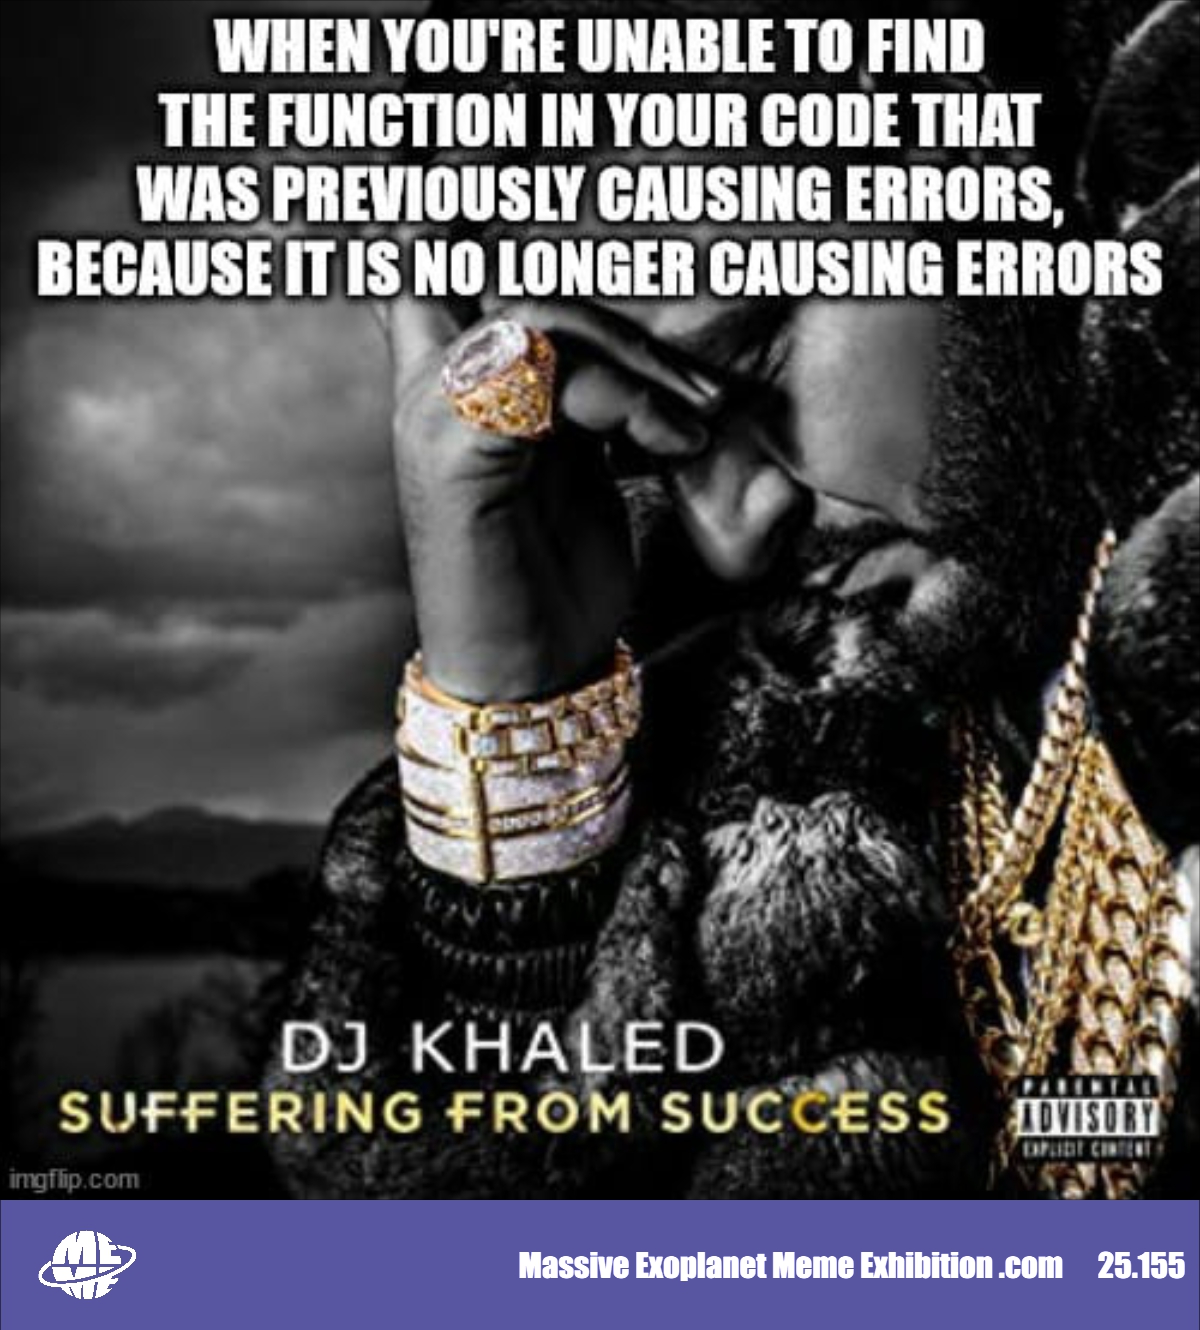 WHEN YOU'RE UNABLE TO FIND
THE FUNCTION IN YOUR CODE THAT
WAS PREVIOUSLY CAUSING ERRORS,
BECAUSE IT IS NO LONGER CAUSING ERRORS
DJ KHALED
SUFFERING FROM SUCCESS
PARENTAL
ADVISORY
EXPLICIT CONTENT
imgflip.com
ME
ME
Massive Exoplanet Meme Exhibition .com 25.155